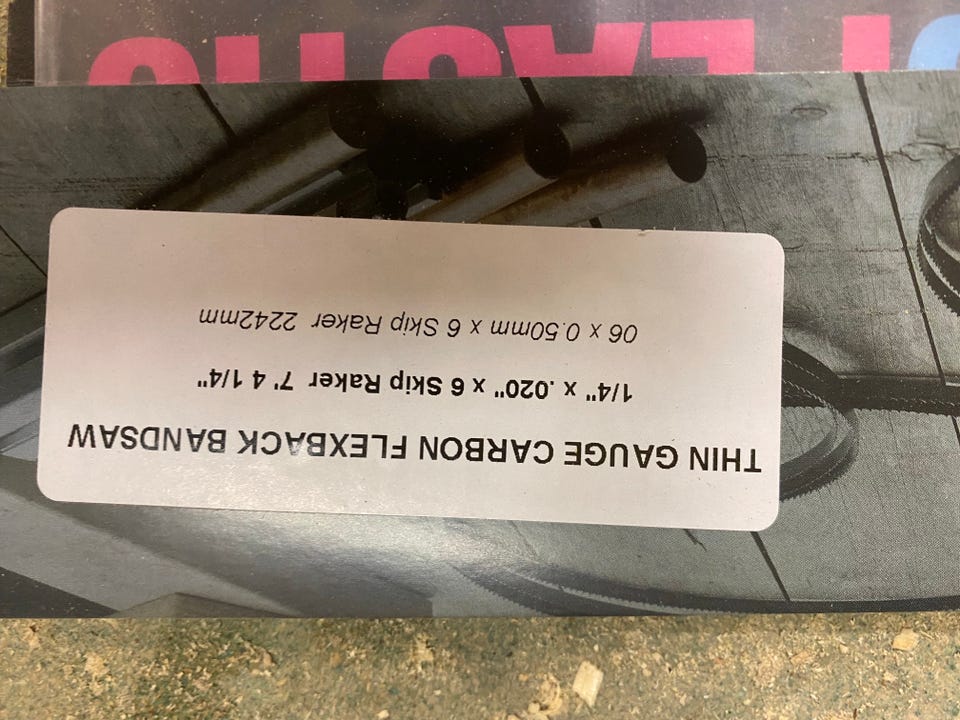 THIN GAUGE CARBON FLEXBACK BANDSAW
1/4" x .020" x 6 Skip Raker 7' 4 1/4"
06 x 0.50mm x 6 Skip Raker 2242mm